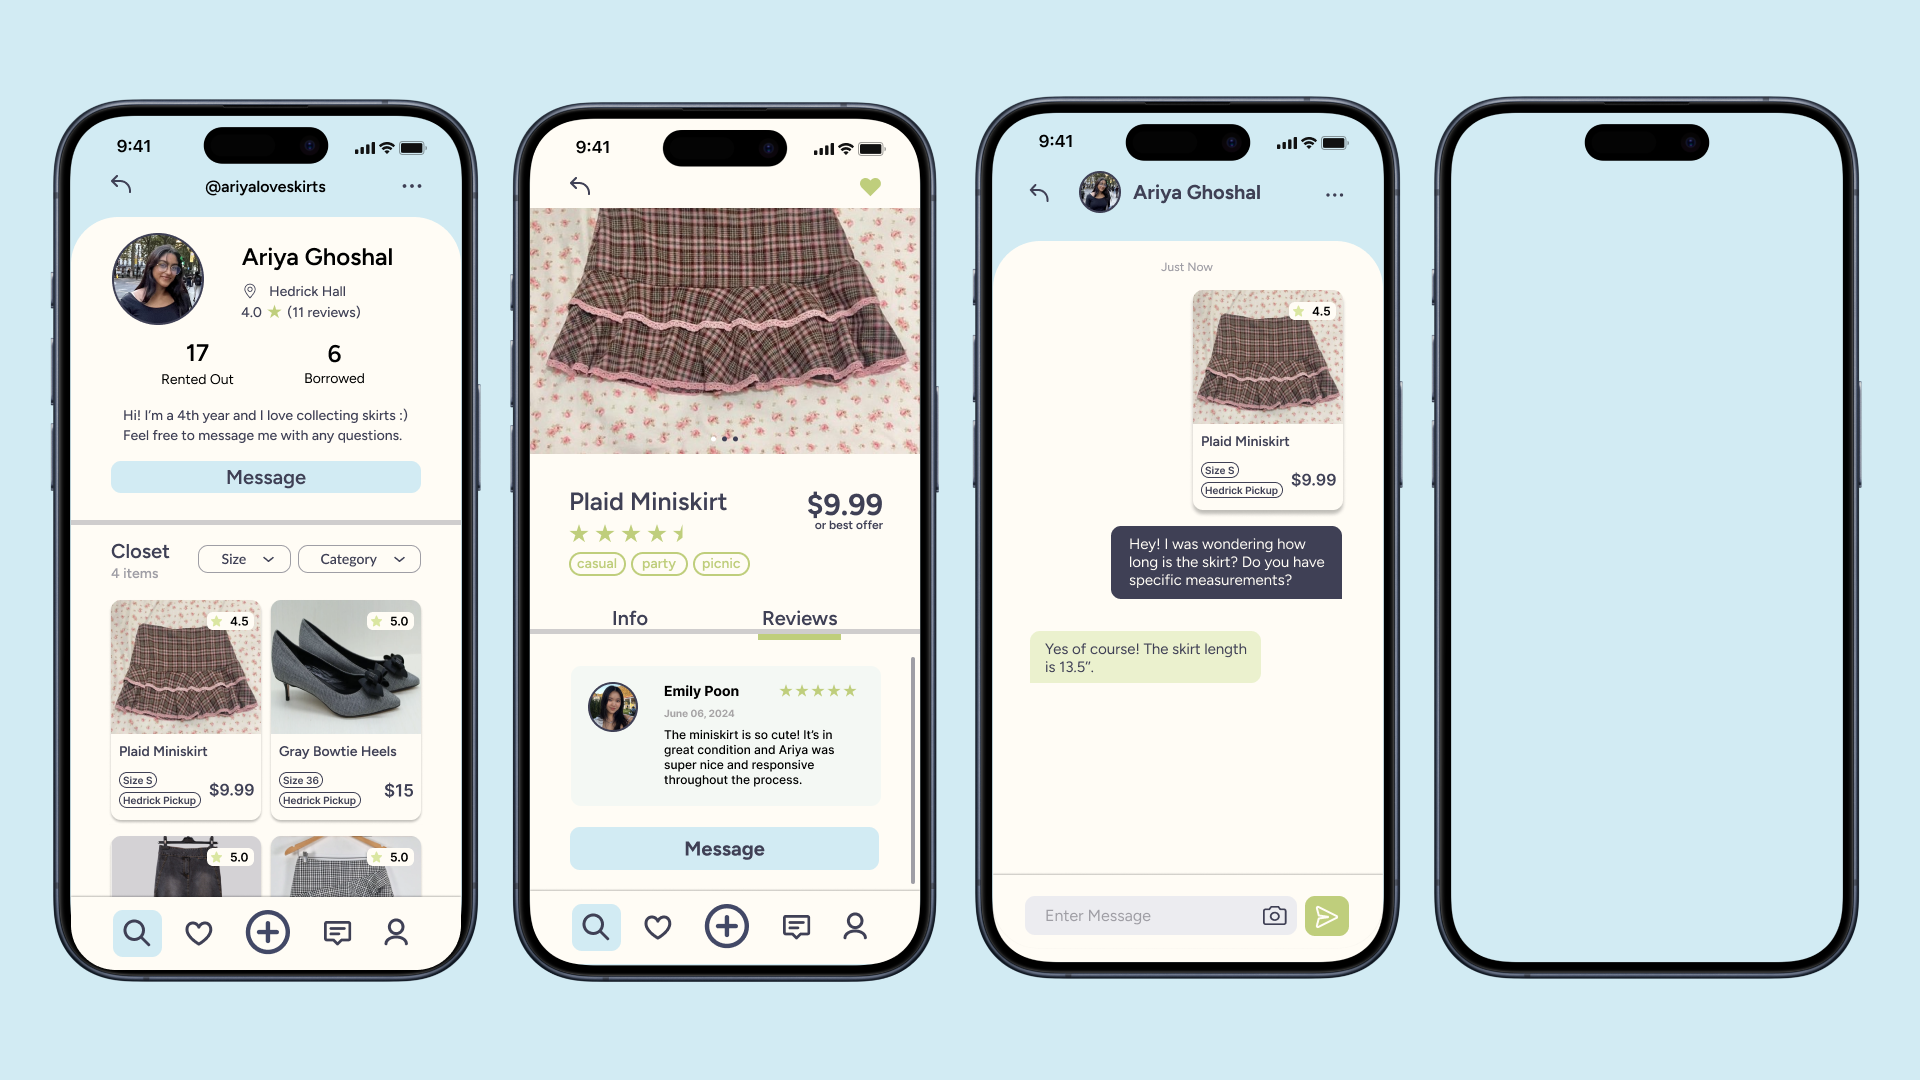 9:41
@ariyaloveskirts
Ariya Ghoshal
Hedrick Hall
4.0 (11 reviews)
17
Rented Out
6
Borrowed
Hi! I'm a 4th year and I love collecting skirts :)
Feel free to message me with any questions.
Message
Closet
4 items
Size
Category
4.5
Plaid Miniskirt
Size S
Hedrick Pickup
$9.99
5.0
Gray Bowtie Heels
Size 36
Hedrick Pickup
$15
5.0
5.0
9:41
Plaid Miniskirt
$9.99
or best offer
casual
party
picnic
Info
Reviews
Emily Poon
June 06, 2024
The miniskirt is so cute! It's in
great condition and Ariya was
super nice and responsive
throughout the process.
Message
9:41
Ariya Ghoshal
Just Now
4.5
Plaid Miniskirt
Size S
Hedrick Pickup
$9.99
Hey! I was wondering how
long is the skirt? Do you have
specific measurements?
Yes of course! The skirt length
is 13.5”.
Enter Message